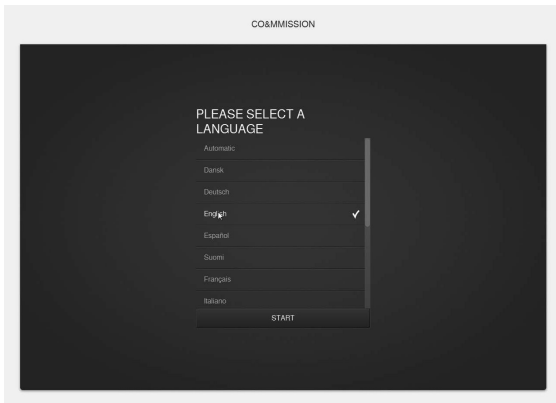 CO&MMISSION
PLEASE SELECT A
LANGUAGE
Automatic
Dansk
Deutsch
English
Español
Suomi
Français
Italiano
START